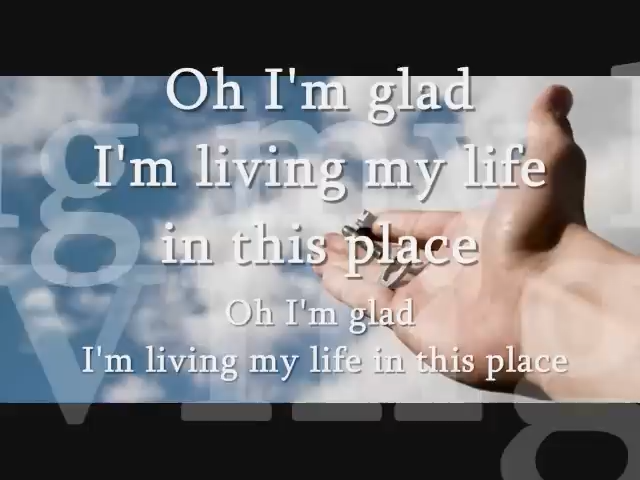 Oh I'm glad
I'm living my life
in this place
Oh I'm glad
I'm living my life in this place